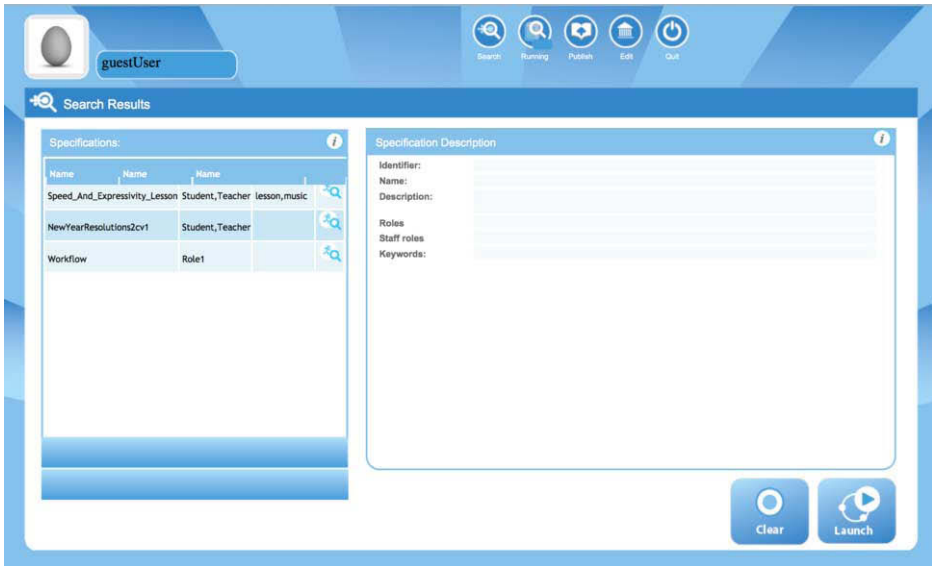 guestUser
Search Running Publish Edit Quit
Search Results
Specifications:
Name Name Name
Speed_And_Expressivity_Lesson Student,Teacher lesson,music
NewYearResolutions2cv1 Student,Teacher
Workflow Role1
Specification Description
Identifier:
Name:
Description:
Roles
Staff roles
Keywords:
Clear Launch